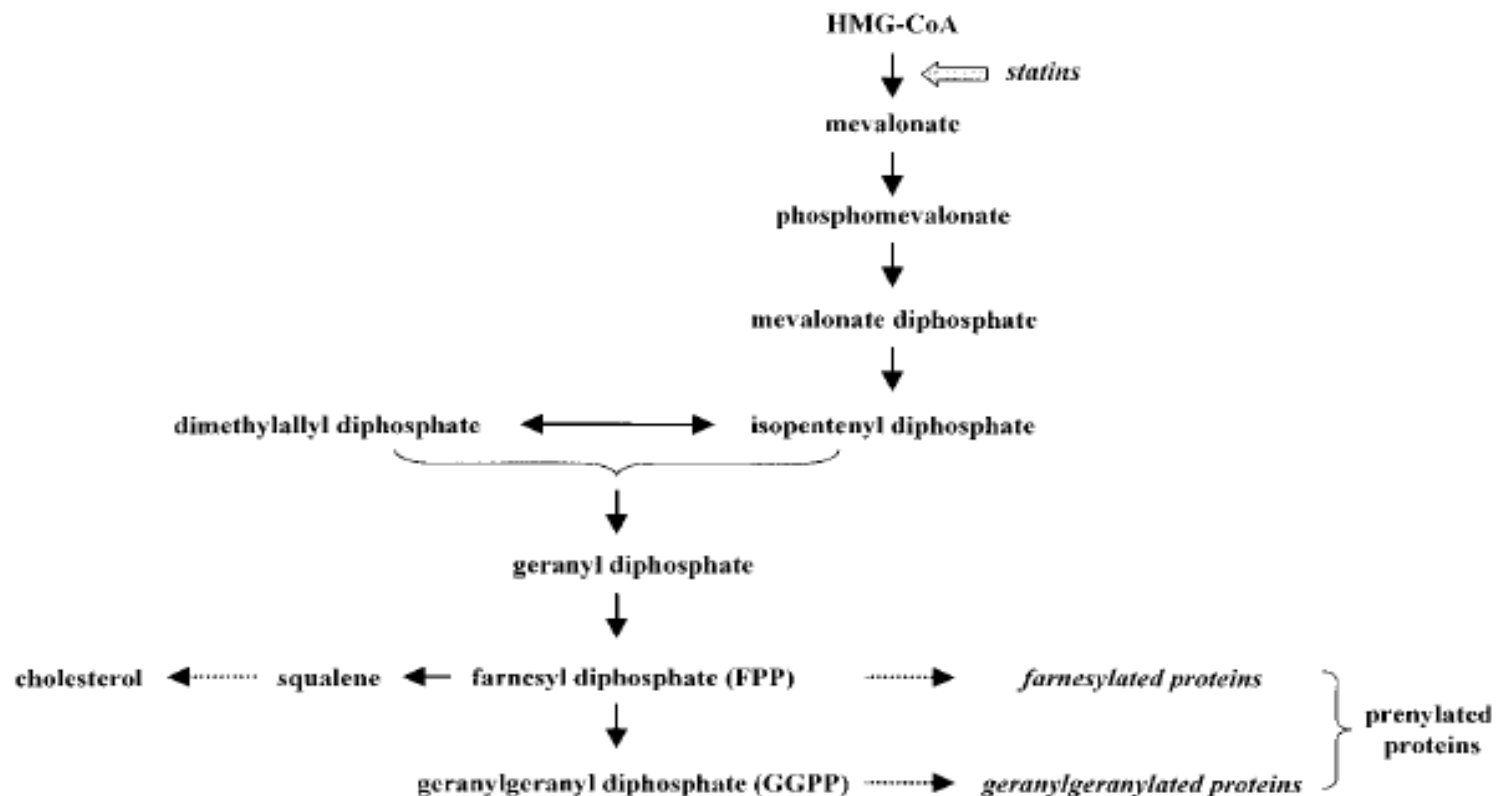 HMG-CoA
statins
mevalonate
phosphomevalonate
mevalonate diphosphate
dimethylallyl diphosphate
isopentenyl diphosphate
geranyl diphosphate
cholesterol
squalene
farnesyl diphosphate (FPP)
farnesylated proteins
prenylated
proteins
geranylgeranyl diphosphate (GGPP)
geranylgeranylated proteins